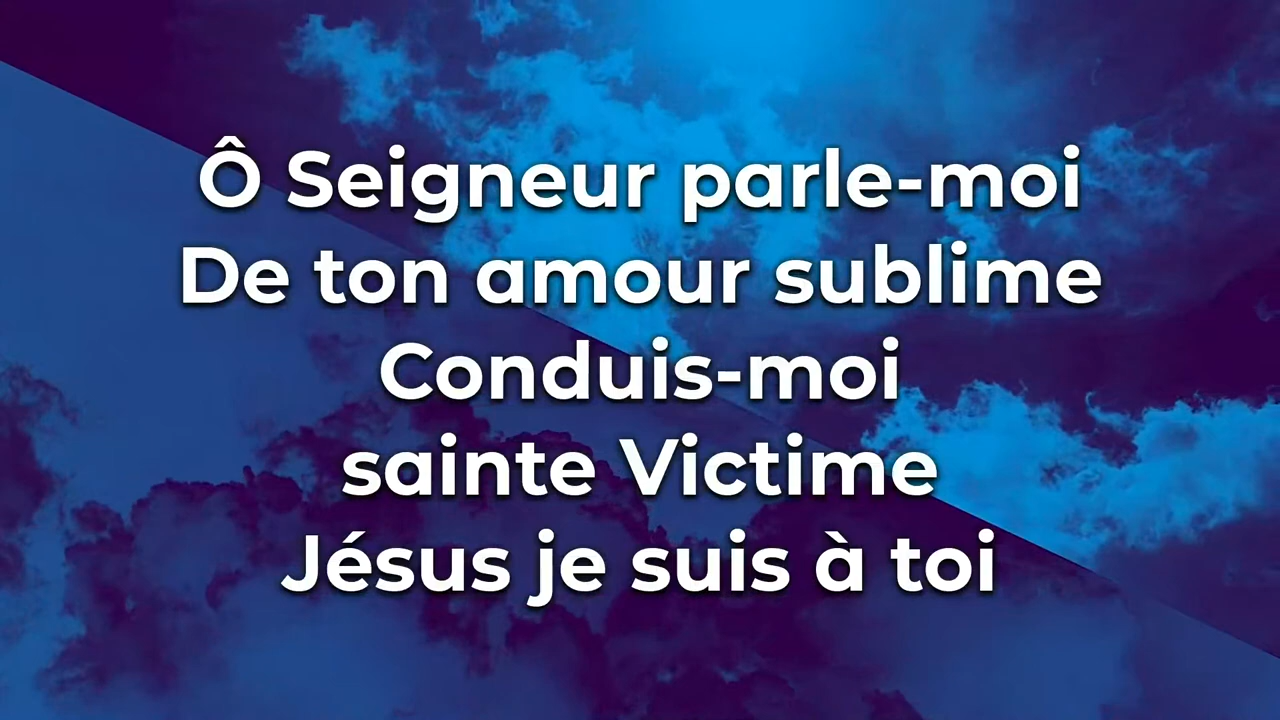 Ô Seigneur parle-moi
De ton amour sublime
Conduis-moi
sainte Victime
Jésus je suis à toi